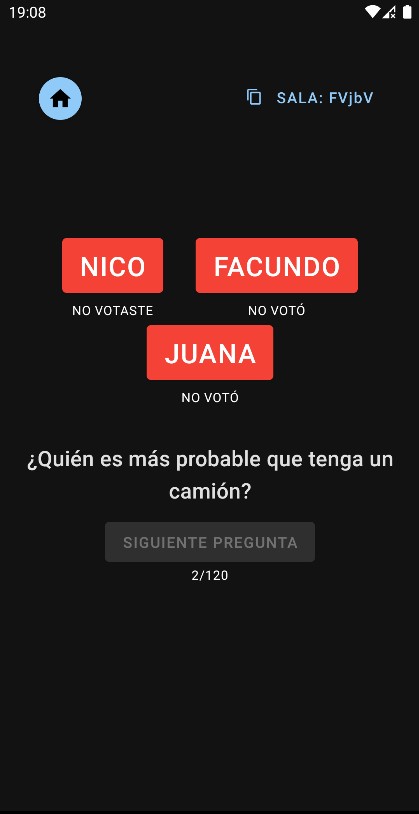 19:08
SALA: FVjbV
NICO
FACUNDO
NO VOTASTE
NO VOTÓ
JUANA
NO VOTÓ
¿Quién es más probable que tenga un
camión?
SIGUIENTE PREGUNTA
2/120